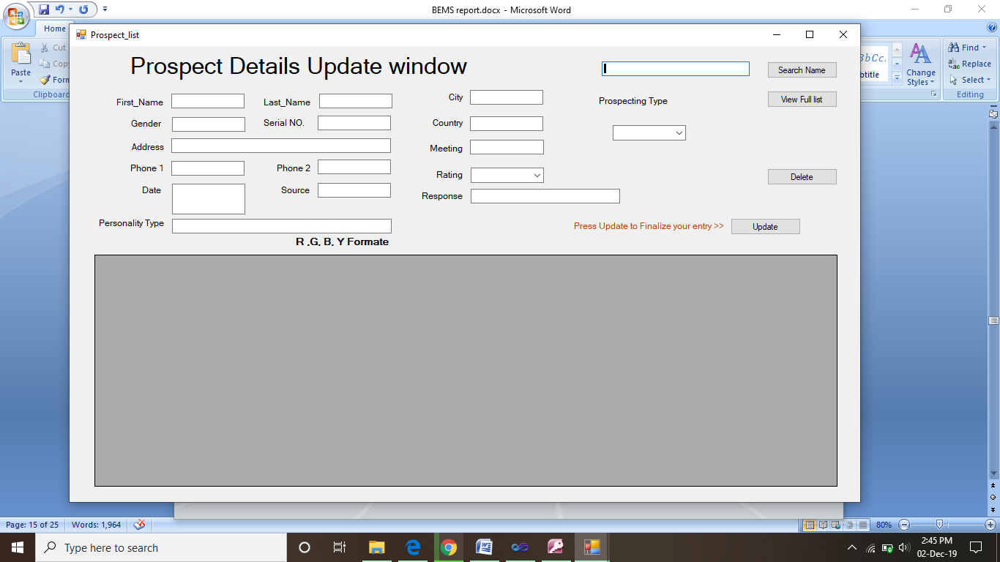 BEMS report.docx - Microsoft Word
Home
Prospect_list
Cut
Copy
Paste
Clipboard
Prospect Details Update window
Search Name
First_Name
Last_Name
City
Prospecting Type
View Full list
Gender
Serial NO.
Country
Address
Meeting
Phone 1
Phone 2
Rating
Delete
Date
Source
Response
Personality Type
Press Update to Finalize your entry >>
Update
R .G. B. Y Formate
Change
Styles
Find
Replace
Select
Editing
Page: 15 of 25
Words: 1,964
80%
Type here to search
2:45 PM
02-Dec-19